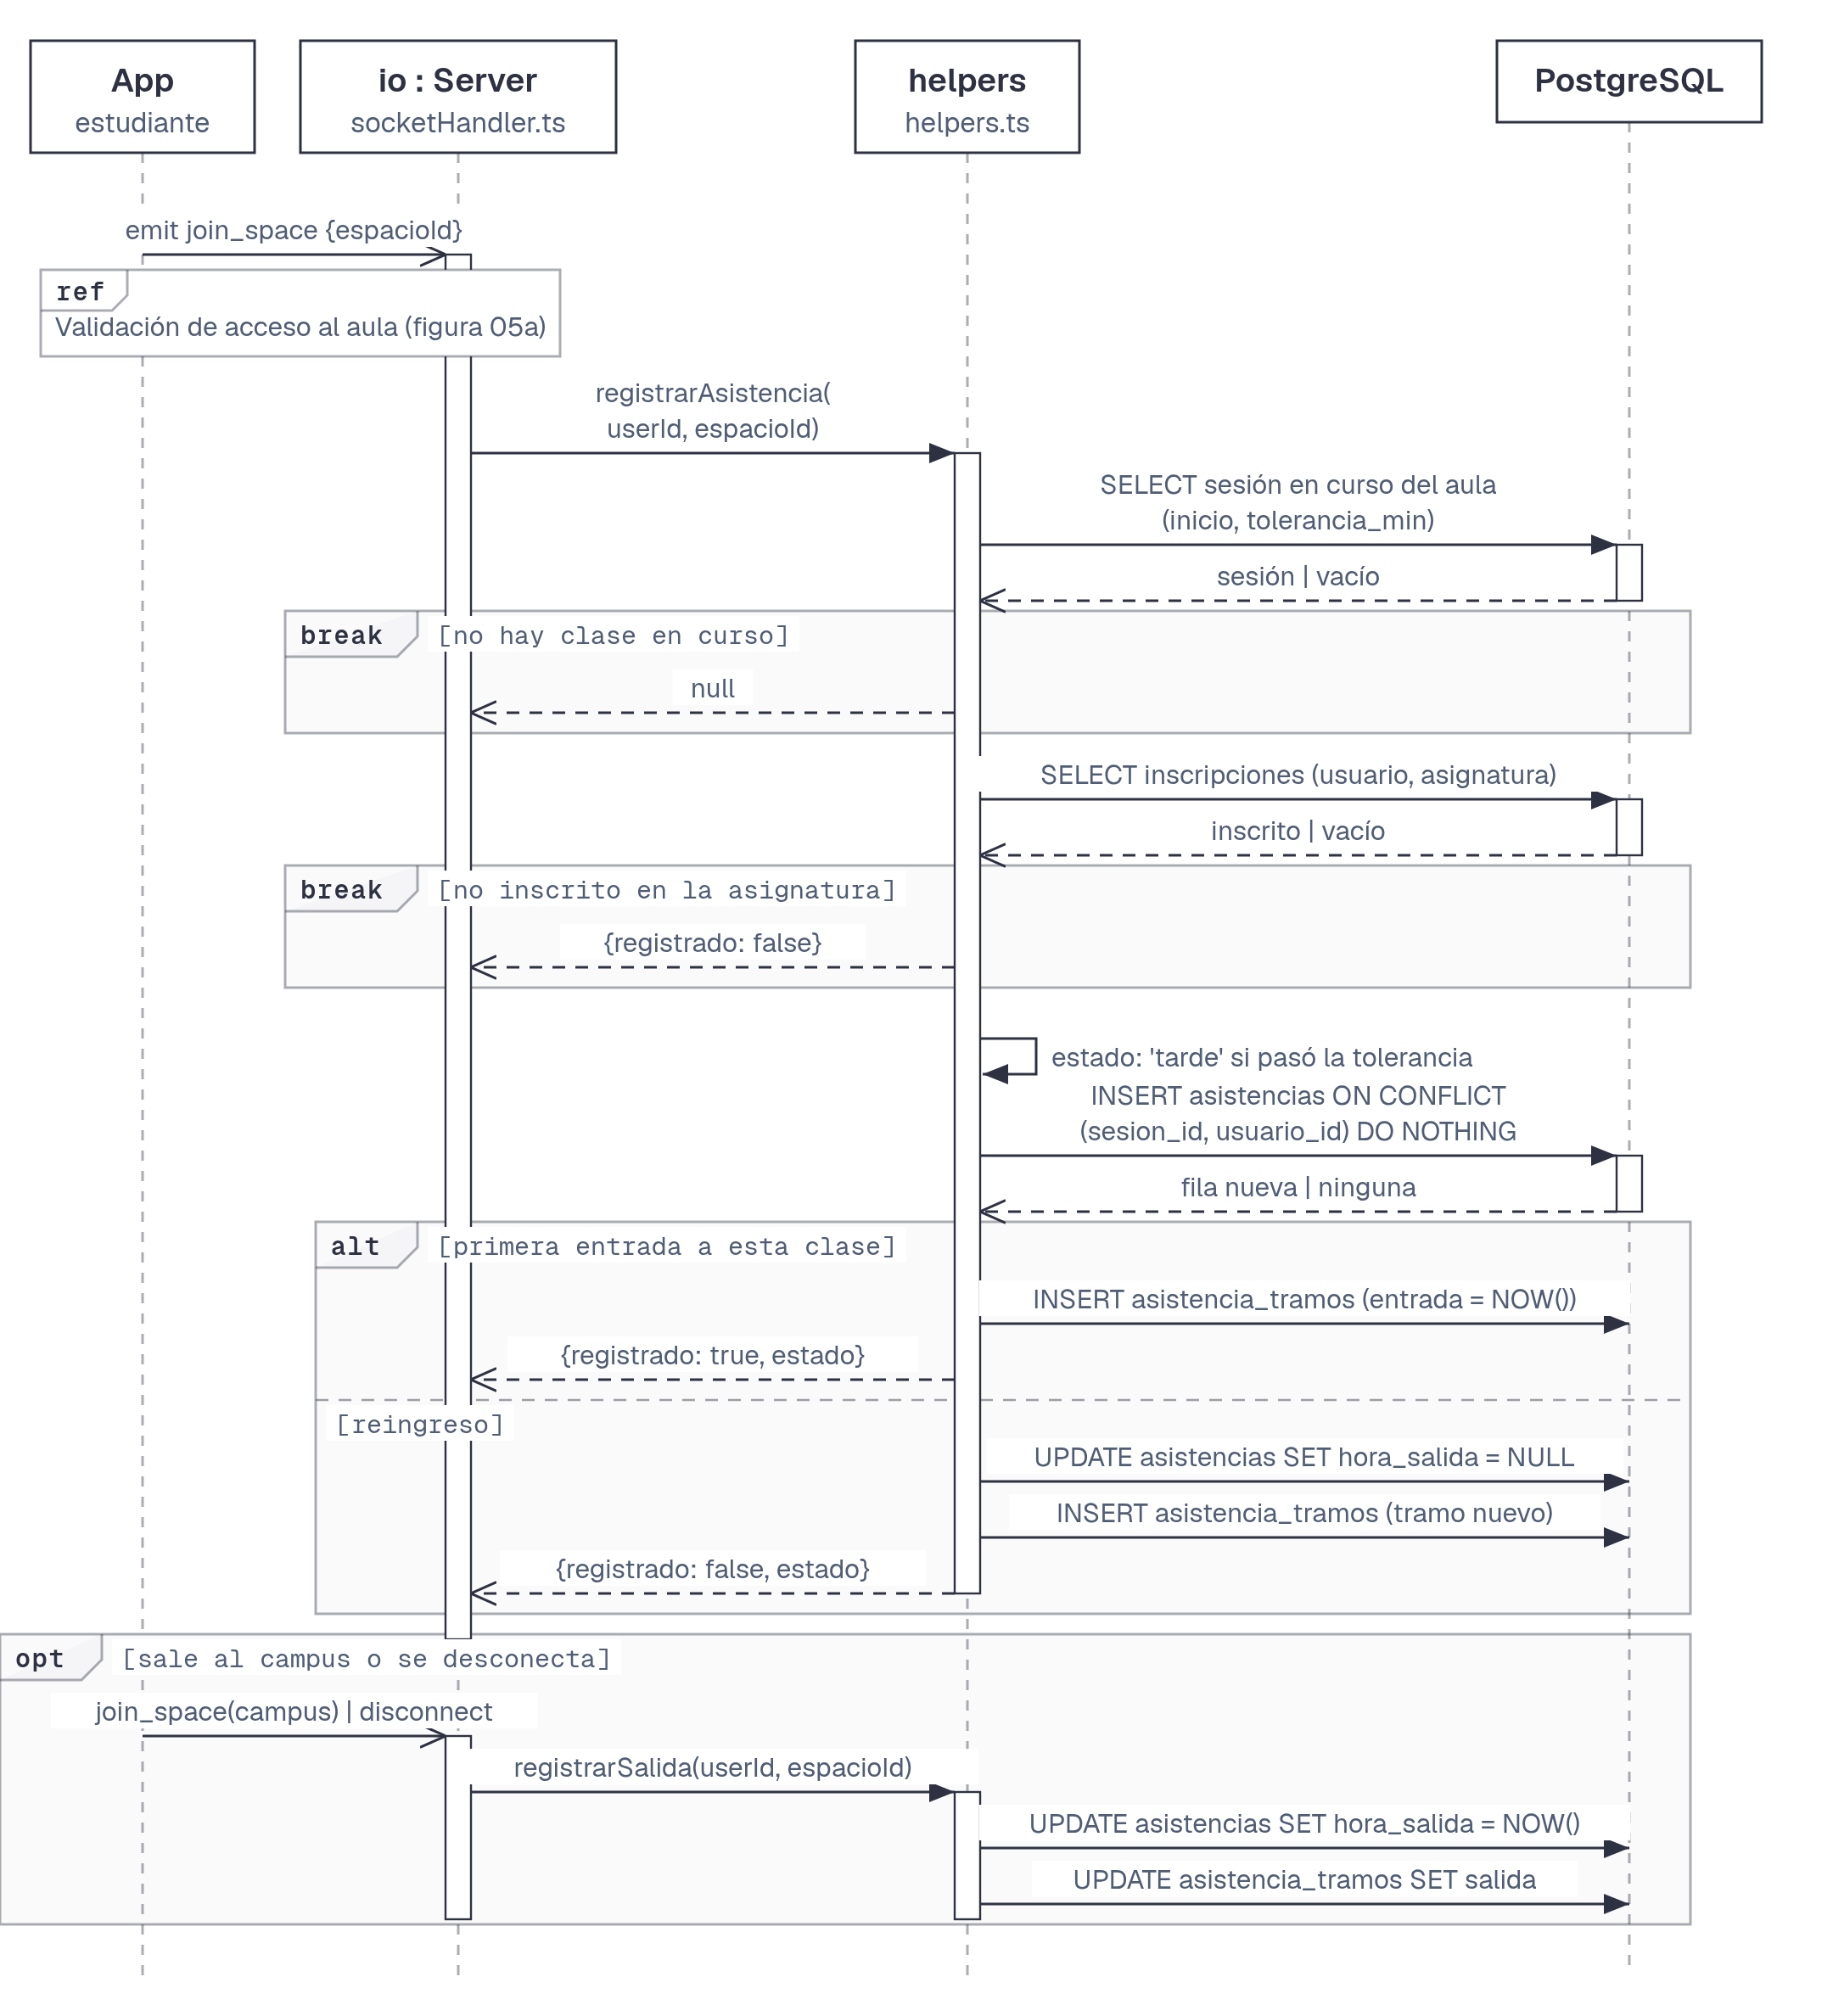 App
estudiante
io : Server
socketHandler.ts
helpers
helpers.ts
PostgreSQL
emit join_space {espacioId}
ref
Validación de acceso al aula (figura 05a)
registrarAsistencia(
userId, espacioId)
SELECT sesión en curso del aula
(inicio, tolerancia_min)
sesión | vacío
break [no hay clase en curso]
null
SELECT inscripciones (usuario, asignatura)
inscrito | vacío
break [no inscrito en la asignatura]
{registrado: false}
estado: 'tarde' si pasó la tolerancia
INSERT asistencias ON CONFLICT
(sesion_id, usuario_id) DO NOTHING
fila nueva | ninguna
alt [primera entrada a esta clase]
INSERT asistencia_tramos (entrada = NOW())
{registrado: true, estado}
[reingreso]
UPDATE asistencias SET hora_salida = NULL
INSERT asistencia_tramos (tramo nuevo)
{registrado: false, estado}
opt [sale al campus o se desconecta]
join_space(campus) | disconnect
registrarSalida(userId, espacioId)
UPDATE asistencias SET hora_salida = NOW()
UPDATE asistencia_tramos SET salida